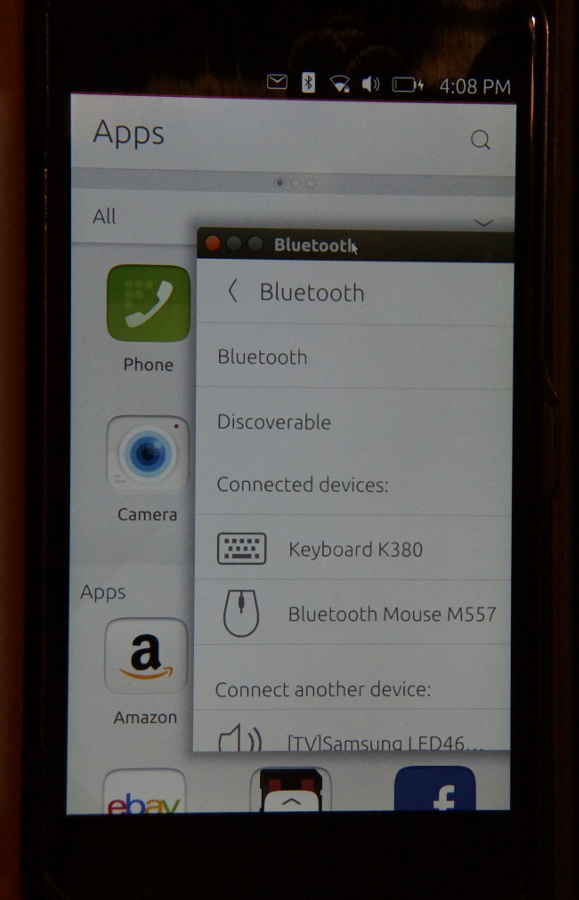 4:08 PM
Apps
All
Bluetooth
Bluetooth
Bluetooth
Discoverable
Connected devices:
Keyboard K380
Bluetooth Mouse M557
Connect another device:
[TV]Samsung LED46...
Phone
Camera
Apps
a
Amazon
ebay
f